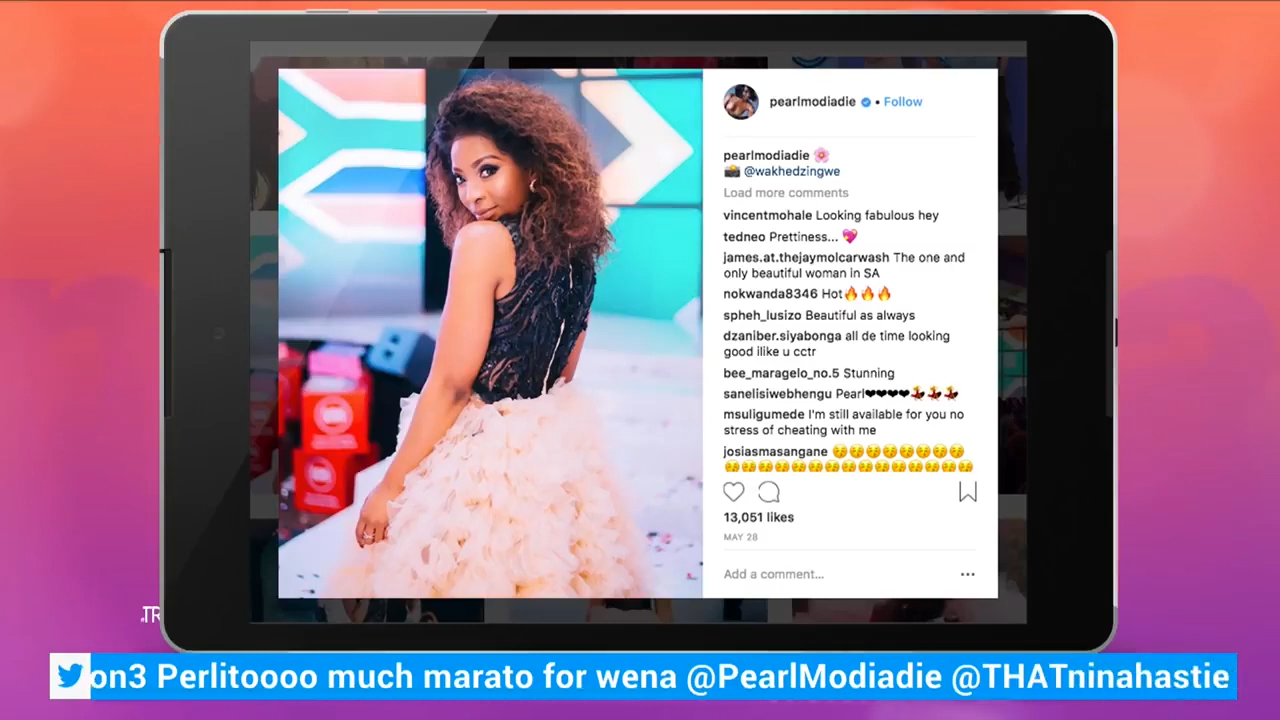 pearlmodiadie • Follow
pearlmodiadie 🌸
📸 @wakhedzingwe
Load more comments
vincentmohale Looking fabulous hey
tedneo Prettiness... 💖
james.at.thejaymolcarwash The one and
only beautiful woman in SA
nokwanda8346 Hot🔥🔥🔥
spheh_lusizo Beautiful as always
dzaniber.siyabonga all de time looking
good ilike u cctr
bee_maragelo_no.5 Stunning
sanelisiwebhengu Pearl❤❤❤❤💃💃💃
msuligumede I'm still available for you no
stress of cheating with me
josiasmasangane 😚😚😚😚😚😚😚😚
😚😚😚😚😚😚😚😚😚😚😚😚😚😚😚
13,051 likes
MAY 28
Add a comment...
.TR
on3 Perlitoooo much marato for wena @PearlModiadie @THATninahastie